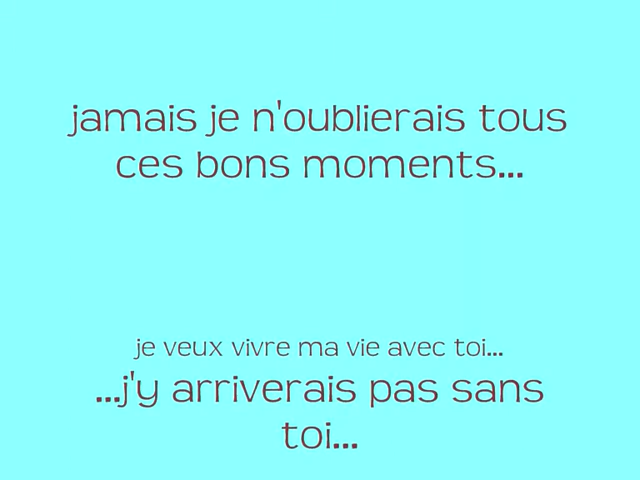 jamais je n'oublierais tous
ces bons moments...
je veux vivre ma vie avec toi...
...j'y arriverais pas sans
toi...